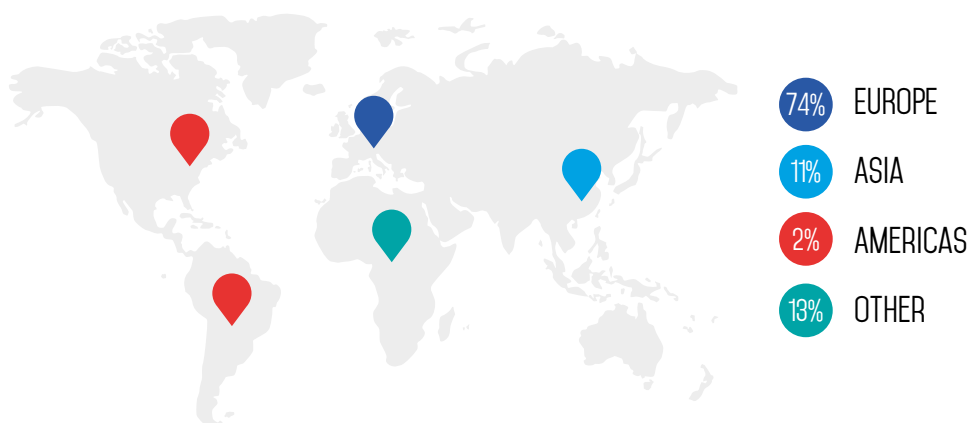 74% EUROPE
11% ASIA
2% AMERICAS
13% OTHER